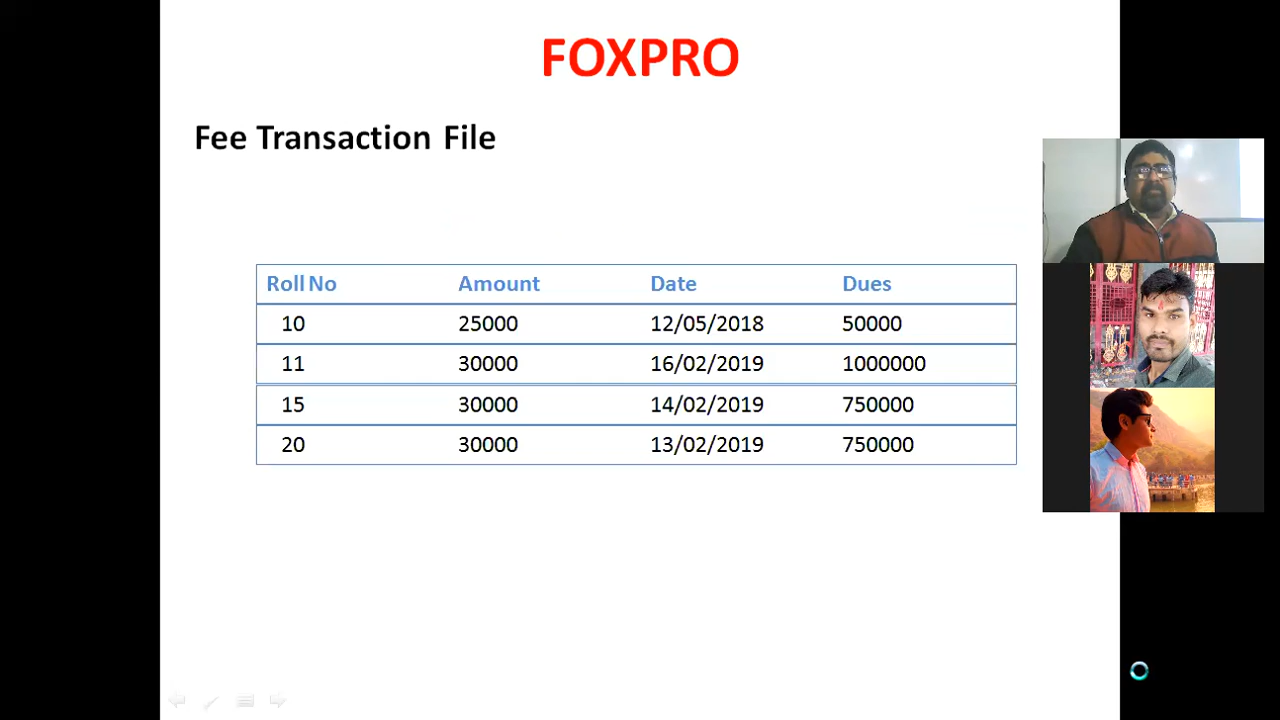 FOXPRO
Fee Transaction File
Roll No Amount Date Dues
10 25000 12/05/2018 50000
11 30000 16/02/2019 1000000
15 30000 14/02/2019 750000
20 30000 13/02/2019 750000